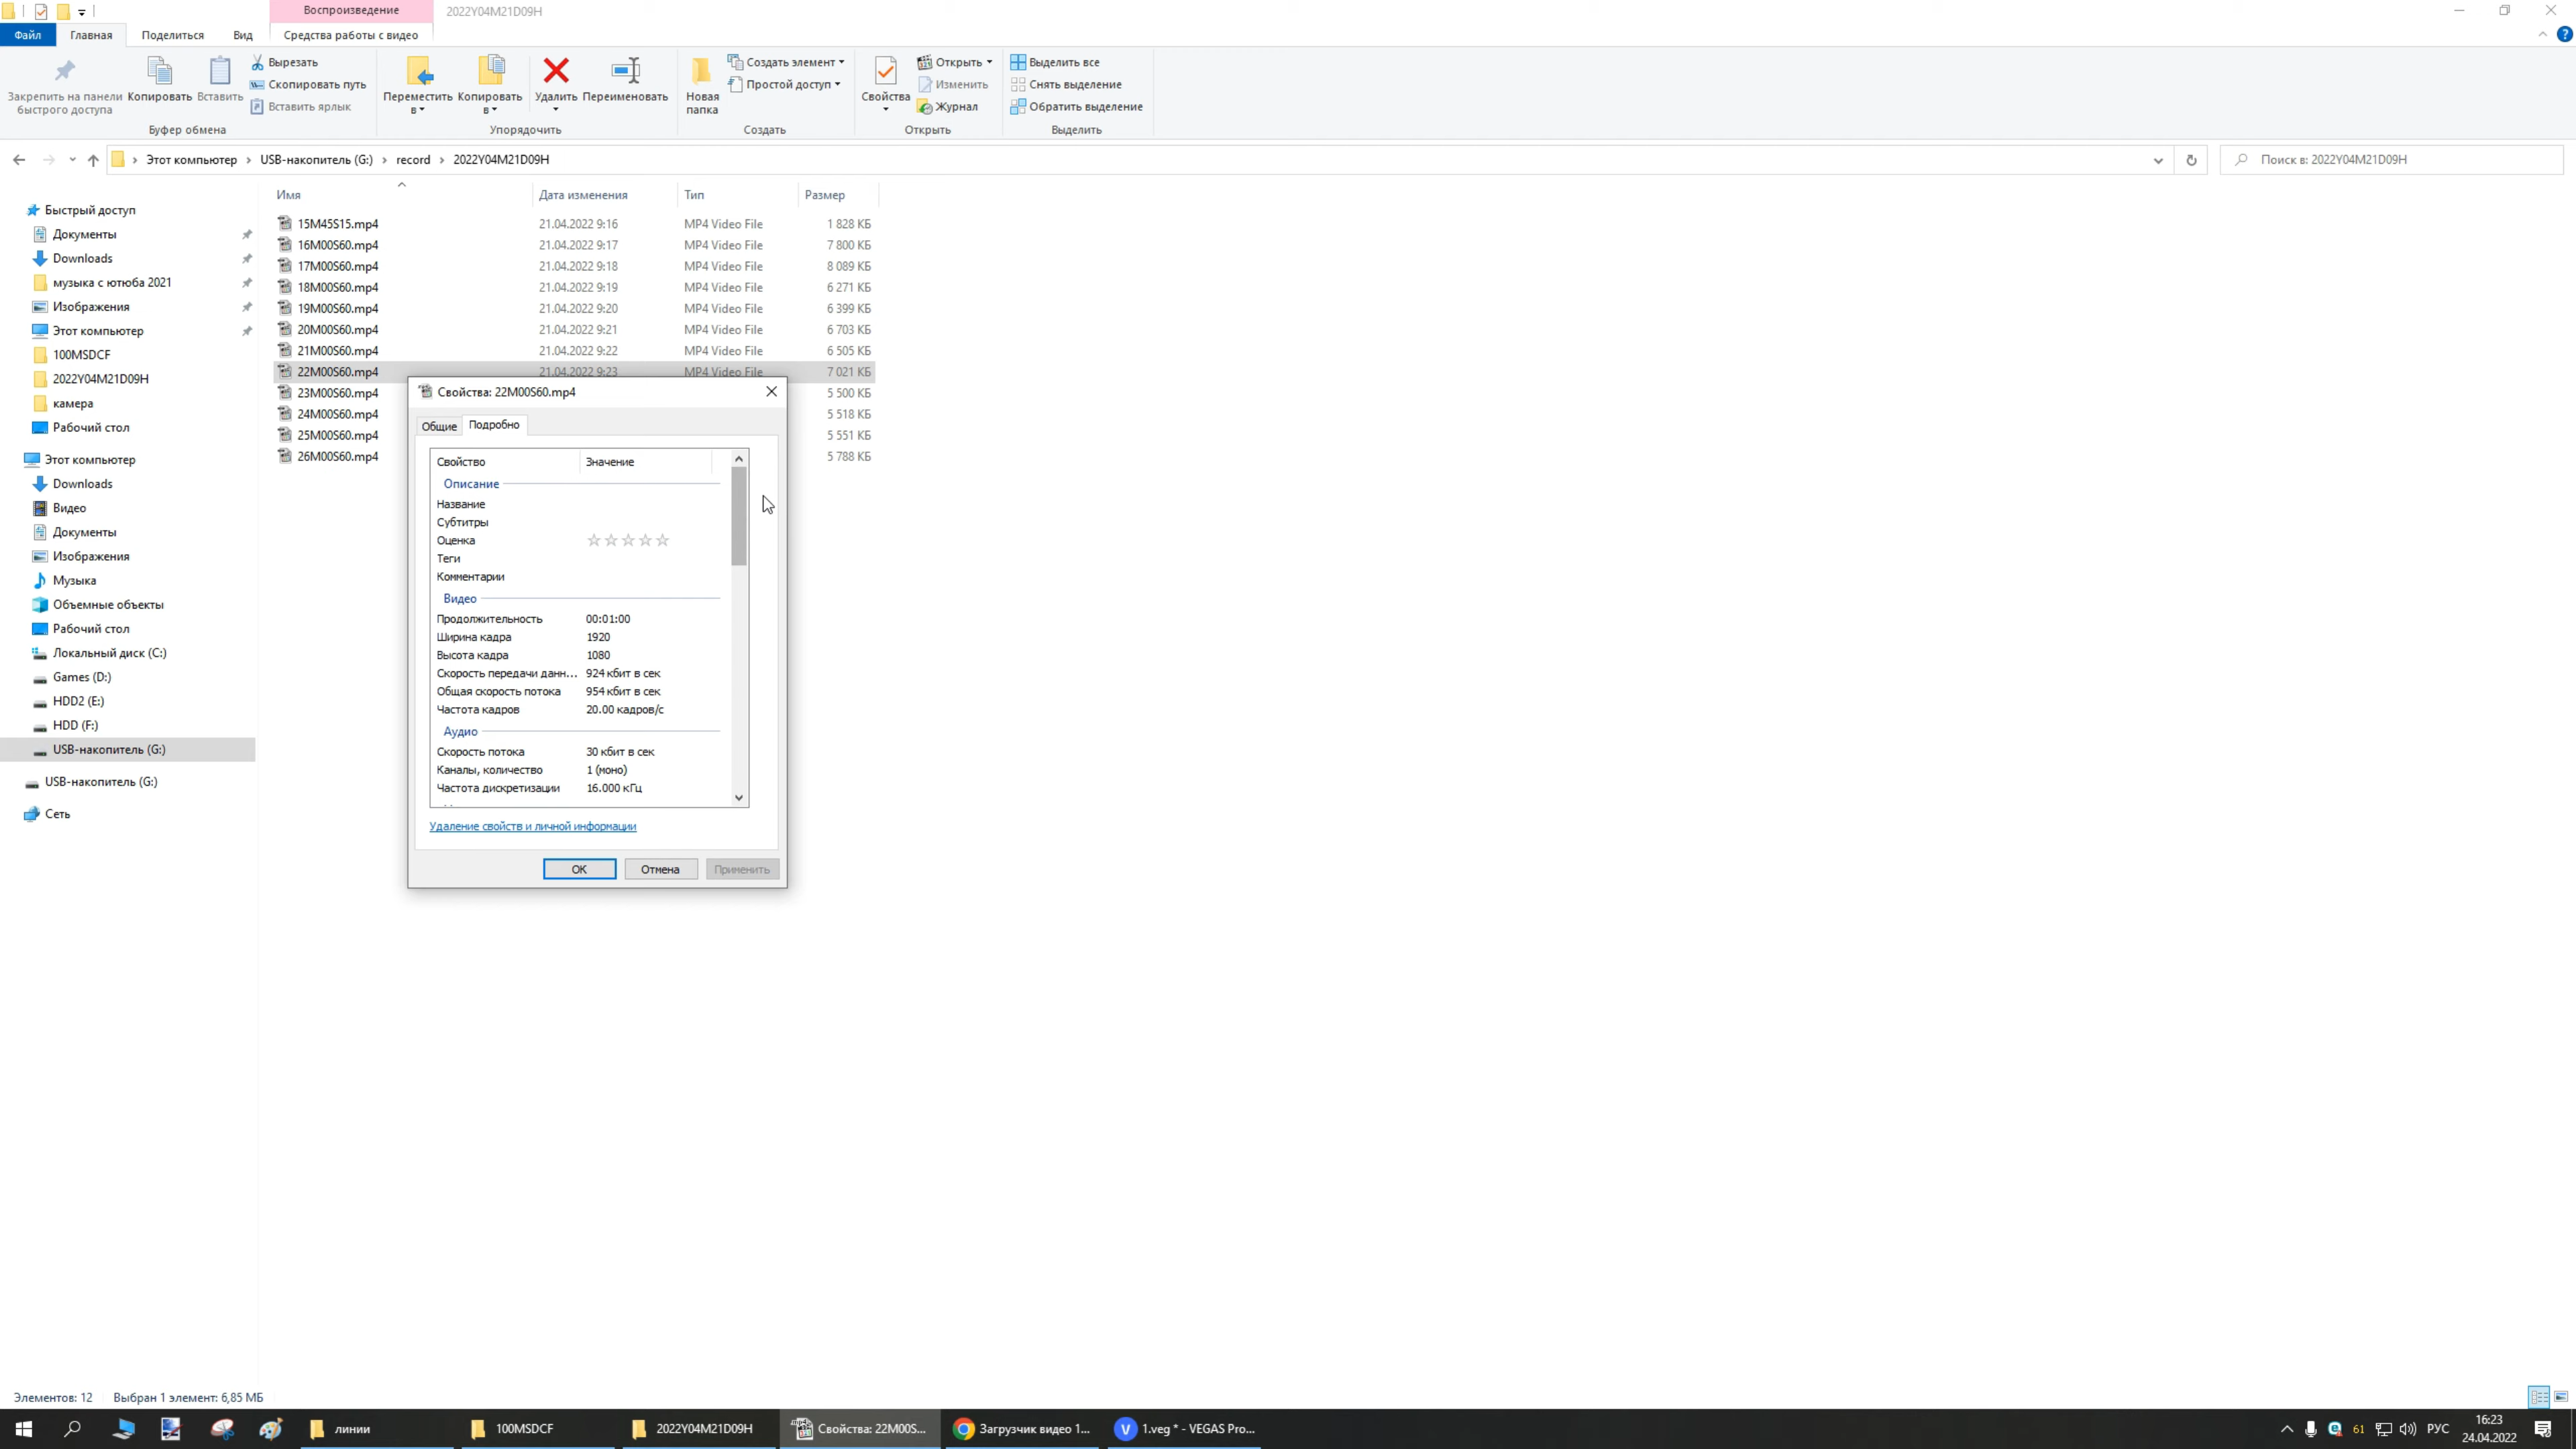 Воспроизведение
2022Y04M21D09H
Файл
Главная
Поделиться
Вид
Средства работы с видео
Закрепить на панели быстрого доступа
Копировать
Вставить
Вырезать
Скопировать путь
Вставить ярлык
Буфер обмена
Переместить в
Копировать в
Удалить
Переименовать
Упорядочить
Новая папка
Создать элемент
Простой доступ
Создать
Свойства
Открыть
Изменить
Журнал
Открыть
Выделить все
Снять выделение
Обратить выделение
Выделить
Этот компьютер › USB-накопитель (G:) › record › 2022Y04M21D09H
Поиск в: 2022Y04M21D09H
Быстрый доступ
Документы
Downloads
музыка с ютюба 2021
Изображения
Этот компьютер
100MSDCF
2022Y04M21D09H
камера
Рабочий стол
Этот компьютер
Downloads
Видео
Документы
Изображения
Музыка
Объемные объекты
Рабочий стол
Локальный диск (C:)
Games (D:)
HDD2 (E:)
HDD (F:)
USB-накопитель (G:)
USB-накопитель (G:)
Сеть
Имя Дата изменения Тип Размер
15M45S15.mp4 21.04.2022 9:16 MP4 Video File 1 828 КБ
16M00S60.mp4 21.04.2022 9:17 MP4 Video File 7 800 КБ
17M00S60.mp4 21.04.2022 9:18 MP4 Video File 8 089 КБ
18M00S60.mp4 21.04.2022 9:19 MP4 Video File 6 271 КБ
19M00S60.mp4 21.04.2022 9:20 MP4 Video File 6 399 КБ
20M00S60.mp4 21.04.2022 9:21 MP4 Video File 6 703 КБ
21M00S60.mp4 21.04.2022 9:22 MP4 Video File 6 505 КБ
22M00S60.mp4 21.04.2022 9:23 MP4 Video File 7 021 КБ
23M00S60.mp4 5 500 КБ
24M00S60.mp4 5 518 КБ
25M00S60.mp4 5 551 КБ
26M00S60.mp4 5 788 КБ
Свойства: 22M00S60.mp4
Общие Подробно
Свойство Значение
Описание
Название
Субтитры
Оценка
Теги
Комментарии
Видео
Продолжительность 00:01:00
Ширина кадра 1920
Высота кадра 1080
Скорость передачи данн... 924 кбит в сек
Общая скорость потока 954 кбит в сек
Частота кадров 20.00 кадров/с
Аудио
Скорость потока 30 кбит в сек
Каналы, количество 1 (моно)
Частота дискретизации 16.000 кГц
Удаление свойств и личной информации
ОК Отмена Применить
Элементов: 12 Выбран 1 элемент: 6,85 МБ
линии
100MSDCF
2022Y04M21D09H
Свойства: 22M00S...
Загрузчик видео 1...
1.veg * - VEGAS Pro...
61
РУС
16:23
24.04.2022